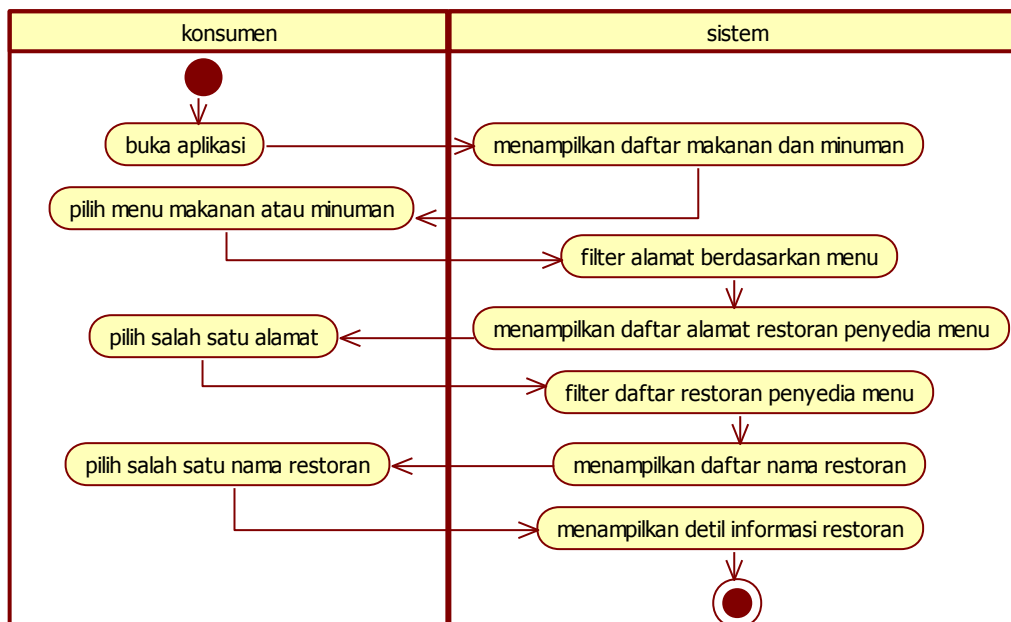 konsumen
sistem
buka aplikasi
menampilkan daftar makanan dan minuman
pilih menu makanan atau minuman
filter alamat berdasarkan menu
menampilkan daftar alamat restoran penyedia menu
pilih salah satu alamat
filter daftar restoran penyedia menu
menampilkan daftar nama restoran
pilih salah satu nama restoran
menampilkan detil informasi restoran